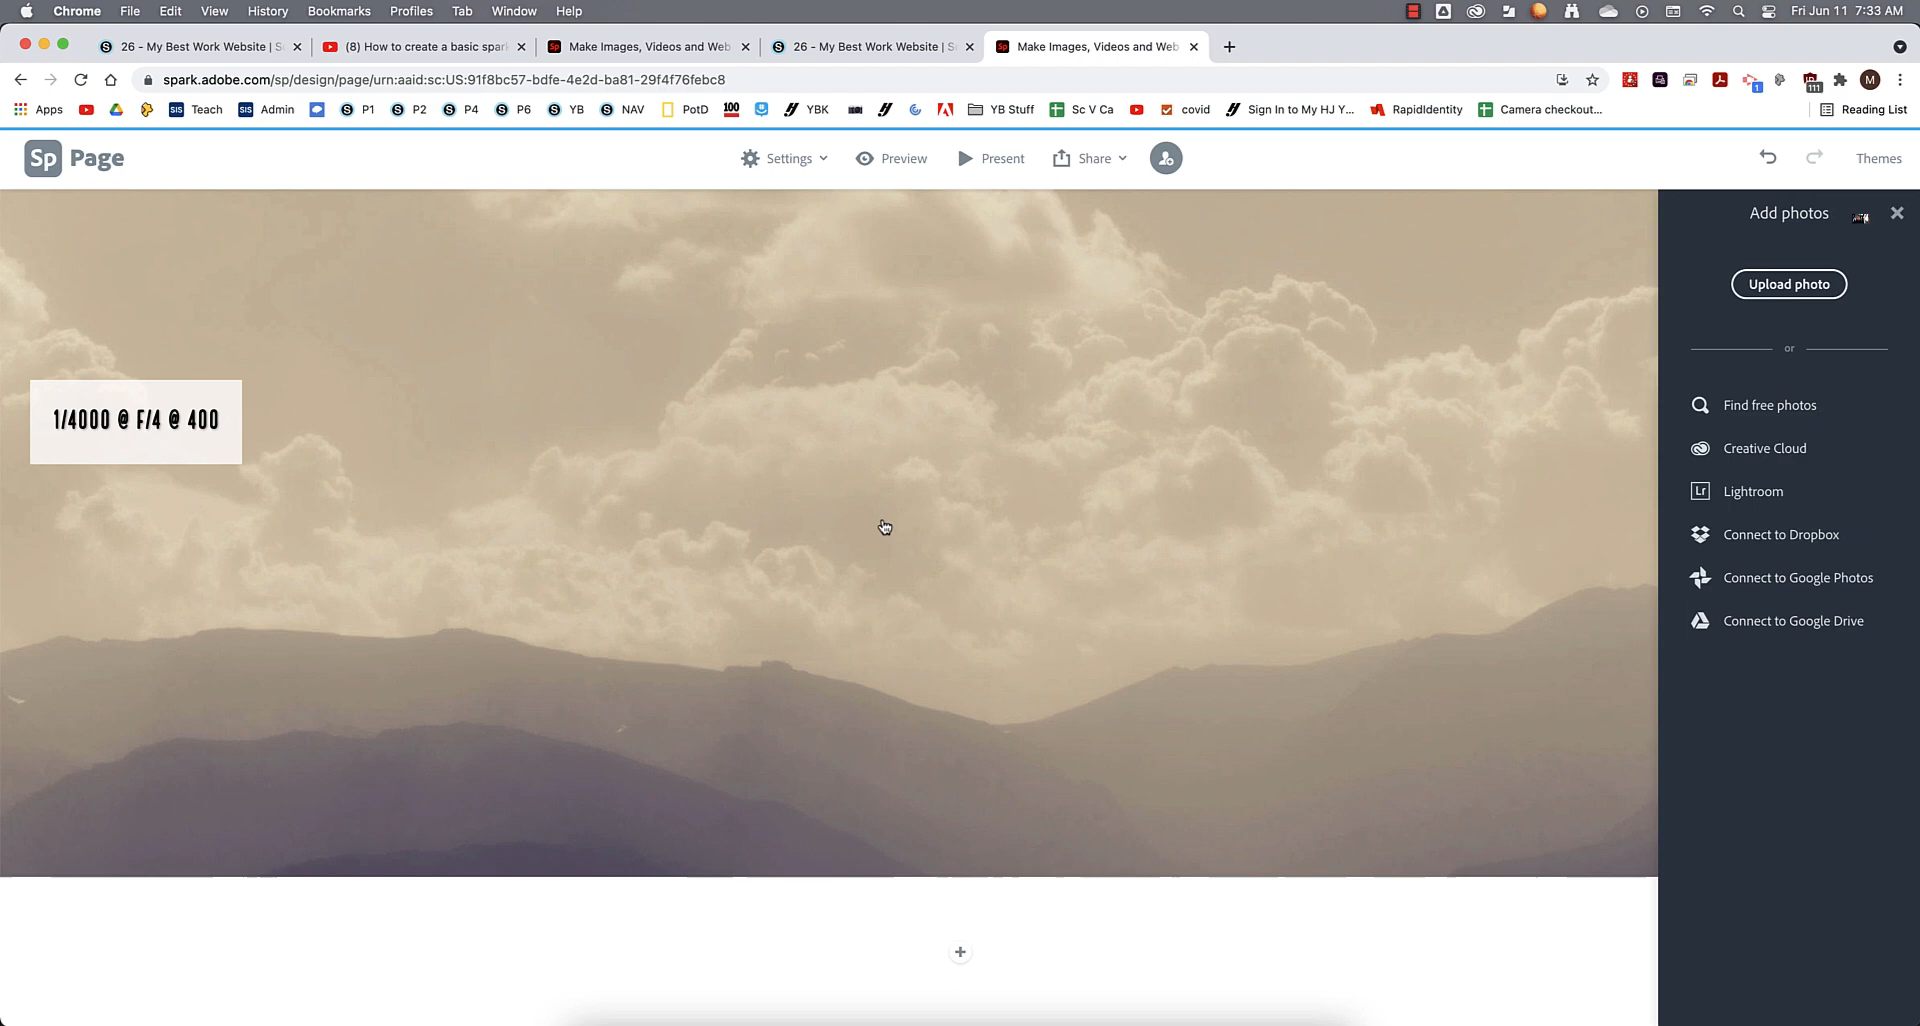 Chrome File Edit View History Bookmarks Profiles Tab Window Help Fri Jun 11 7:33 AM
26 - My Best Work Website | S (8) How to create a basic spar Make Images, Videos and Web 26 - My Best Work Website | S Make Images, Videos and Web
spark.adobe.com/sp/design/page/urn:aaid:sc:US:91f8bc57-bdfe-4e2d-ba81-29f4f76febc8 1 111 M
Apps SIS Teach SIS Admin P1 P2 P4 P6 YB NAV PotD 100 YBK YB Stuff Sc V Ca covid Sign In to My HJ Y... RapidIdentity Camera checkout... Reading List
Sp Page Settings Preview Present Share Themes
Add photos
Upload photo
or
1/4000 @ F/4 @ 400
Find free photos
Creative Cloud
Lr Lightroom
Connect to Dropbox
Connect to Google Photos
Connect to Google Drive